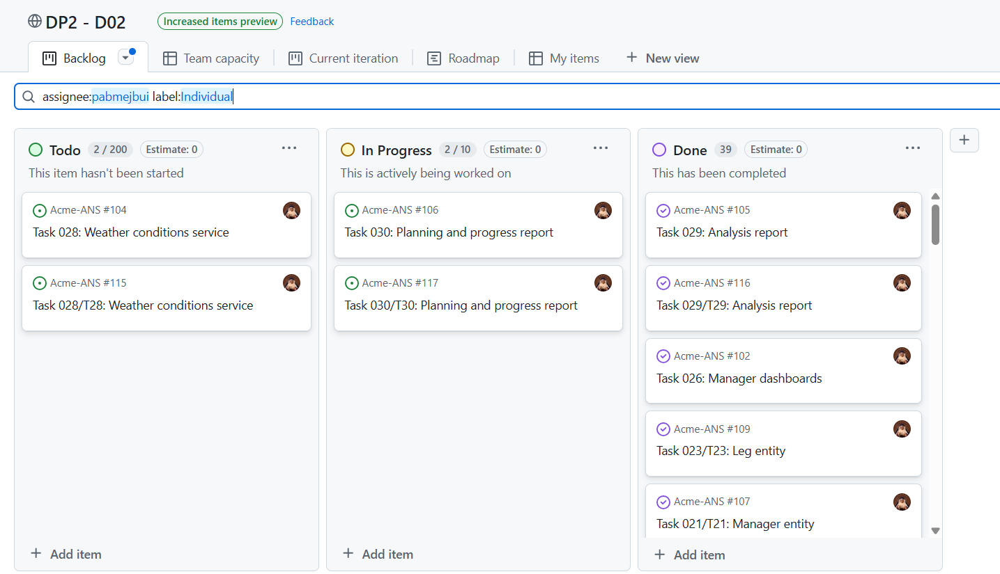 DP2 - D02 Increased items preview Feedback
Backlog Team capacity Current iteration Roadmap My items New view
assignee:pabmejbui label:Individual
Todo 2 / 200 Estimate: 0
This item hasn't been started
Acme-ANS #104
Task 028: Weather conditions service
Acme-ANS #115
Task 028/T28: Weather conditions service
Add item
In Progress 2 / 10 Estimate: 0
This is actively being worked on
Acme-ANS #106
Task 030: Planning and progress report
Acme-ANS #117
Task 030/T30: Planning and progress report
Add item
Done 39 Estimate: 0
This has been completed
Acme-ANS #105
Task 029: Analysis report
Acme-ANS #116
Task 029/T29: Analysis report
Acme-ANS #102
Task 026: Manager dashboards
Acme-ANS #109
Task 023/T23: Leg entity
Acme-ANS #107
Task 021/T21: Manager entity
Add item